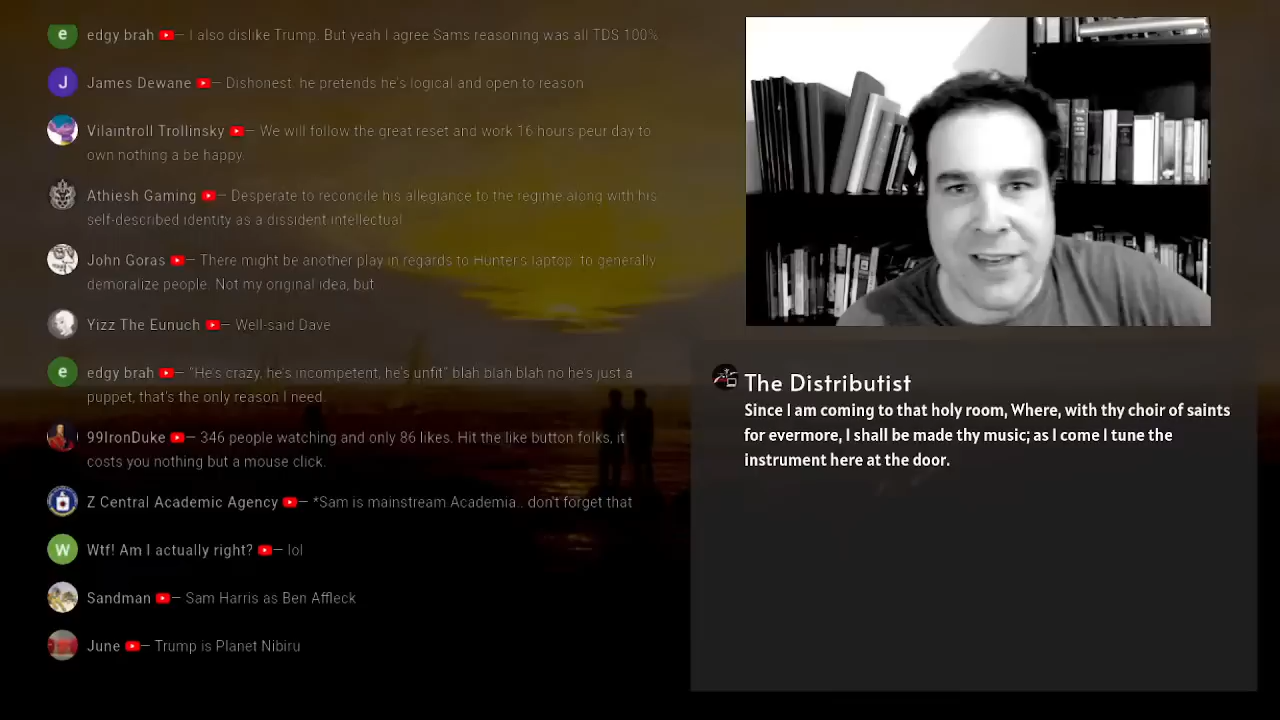 edgy brah — I also dislike Trump. But yeah I agree Sams reasoning was all TDS 100%
James Dewane — Dishonest. he pretends he's logical and open to reason
Vilaintroll Trollinsky — We will follow the great reset and work 16 hours peur day to
own nothing a be happy.
Athiesh Gaming — Desperate to reconcile his allegiance to the regime along with his
self-described identity as a dissident intellectual
John Goras — There might be another play in regards to Hunter's laptop: to generally
demoralize people. Not my original idea, but
Yizz The Eunuch — Well-said Dave
edgy brah — "He's crazy, he's incompetent, he's unfit" blah blah blah no he's just a
puppet, that's the only reason I need.
99IronDuke — 346 people watching and only 86 likes. Hit the like button folks, it
costs you nothing but a mouse click.
Z Central Academic Agency — *Sam is mainstream Academia.. don't forget that
Wtf! Am I actually right? — lol
Sandman — Sam Harris as Ben Affleck
June — Trump is Planet Nibiru
The Distributist
Since I am coming to that holy room, Where, with thy choir of saints
for evermore, I shall be made thy music; as I come I tune the
instrument here at the door.